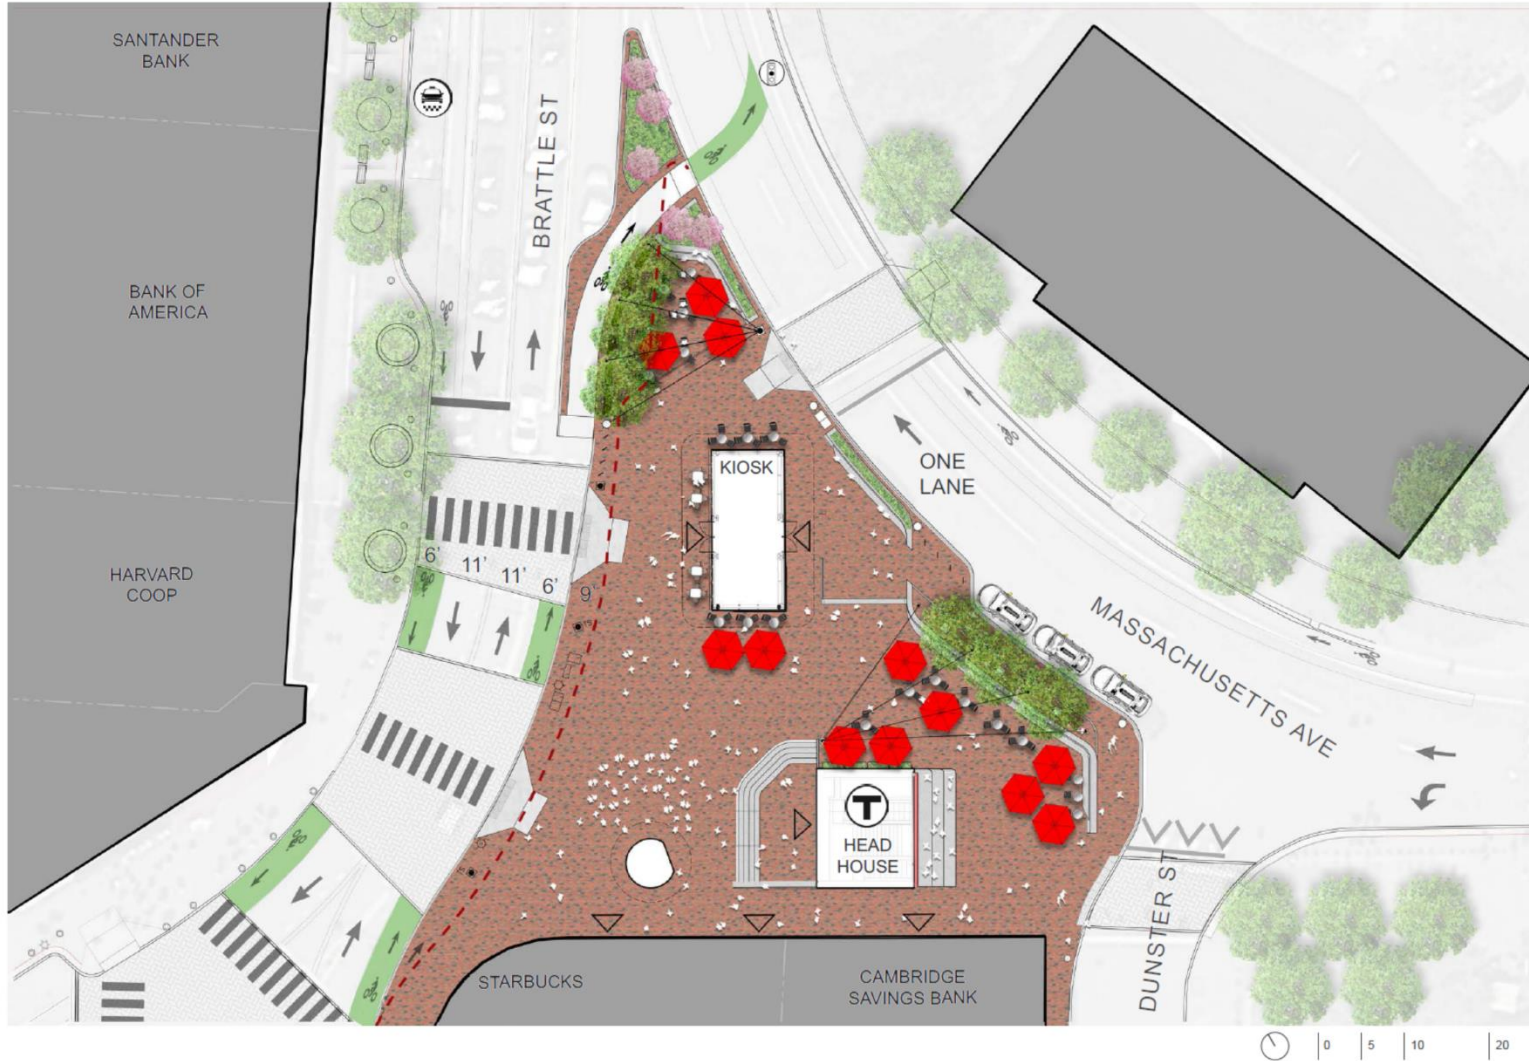 SANTANDER
BANK
BRATTLE ST
BANK OF
AMERICA
KIOSK
ONE
LANE
HARVARD
COOP
6'
11'
11'
6'
9'
MASSACHUSETTS AVE
T
HEAD
HOUSE
DUNSTER ST
STARBUCKS
CAMBRIDGE
SAVINGS BANK
0 5 10 20